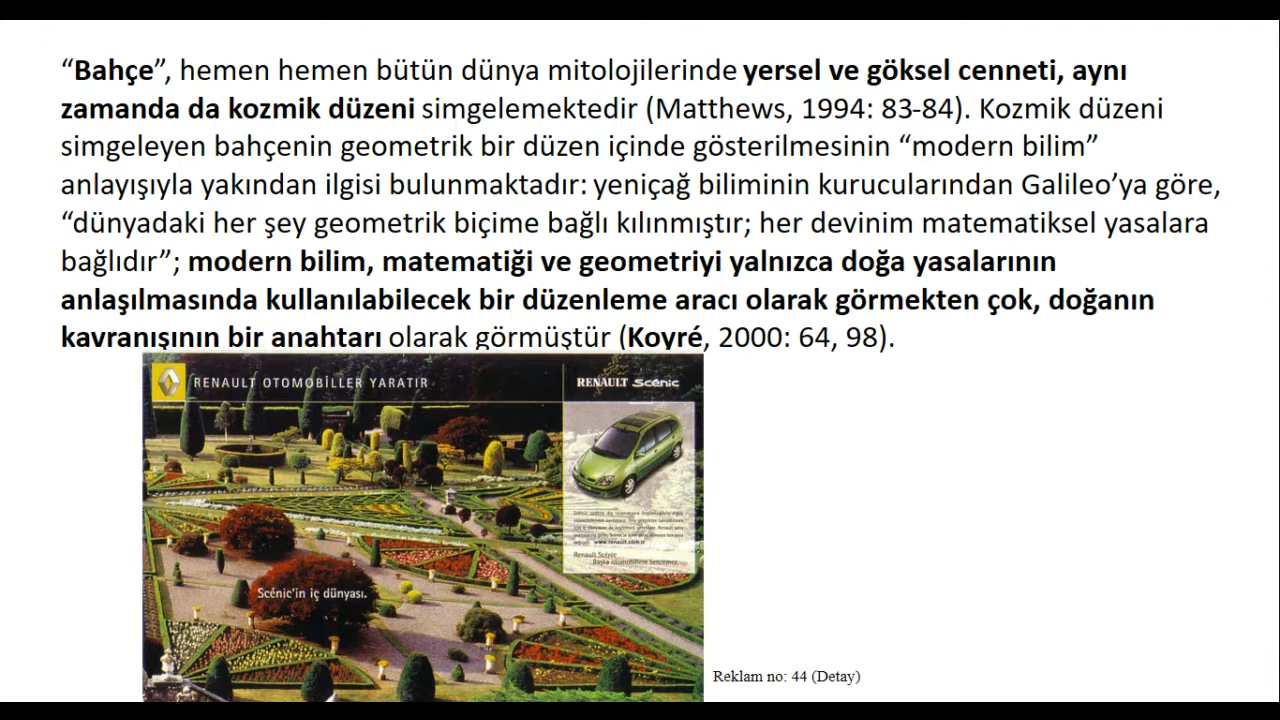 “Bahçe”, hemen hemen bütün dünya mitolojilerinde yersel ve göksel cenneti, aynı
zamanda da kozmik düzeni simgelemektedir (Matthews, 1994: 83-84). Kozmik düzeni
simgeleyen bahçenin geometrik bir düzen içinde gösterilmesinin “modern bilim”
anlayışıyla yakından ilgisi bulunmaktadır: yeniçağ biliminin kurucularından Galileo’ya göre,
“dünyadaki her şey geometrik biçime bağlı kılınmıştır; her devinim matematiksel yasalara
bağlıdır”; modern bilim, matematiği ve geometriyi yalnızca doğa yasalarının
anlaşılmasında kullanılabilecek bir düzenleme aracı olarak görmekten çok, doğanın
kavranışının bir anahtarı olarak görmüştür (Koyré, 2000: 64, 98).
RENAULT OTOMOBİLLER YARATIR
RENAULT Scénic
www.renault.com.tr
Renault Scénic
Başka otomobillere benzemez.
Scénic’in iç dünyası.
Reklam no: 44 (Detay)